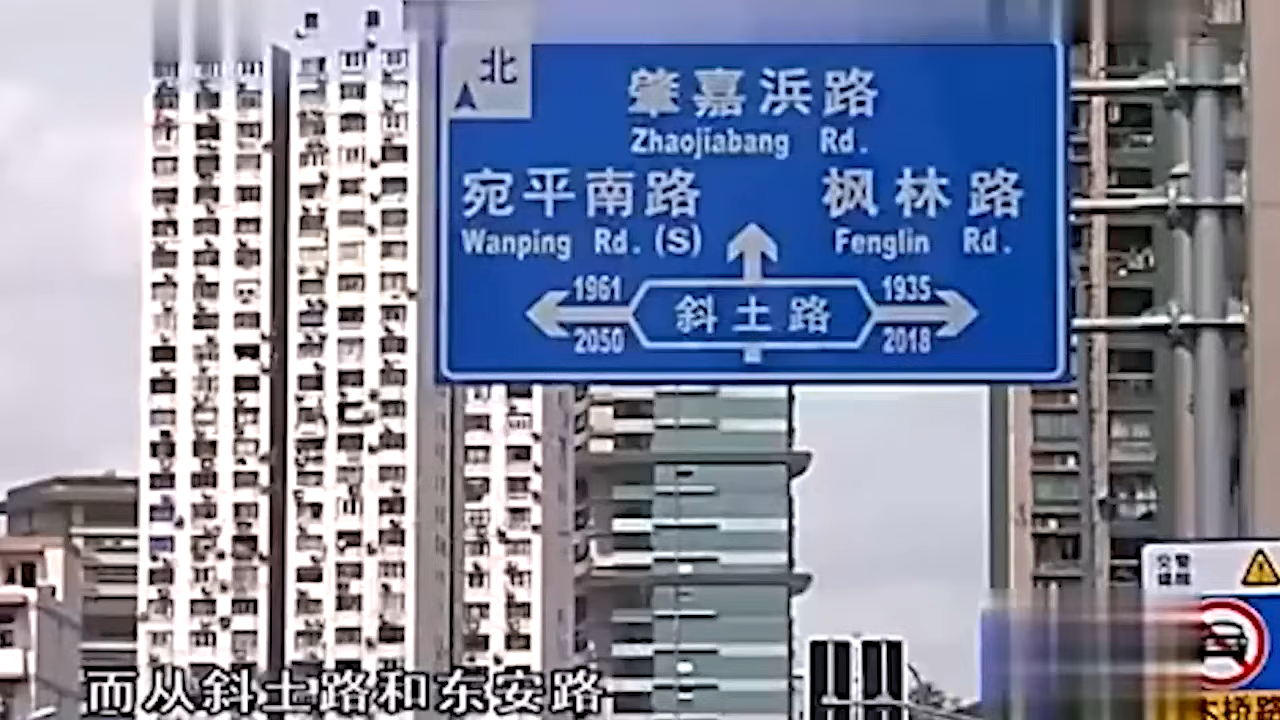 北
肇嘉浜路
Zhaojiabang Rd.
宛平南路 枫林路
Wanping Rd. (S) Fenglin Rd.
1961 1935
斜土路
2050 2018
而从斜土路和东安路